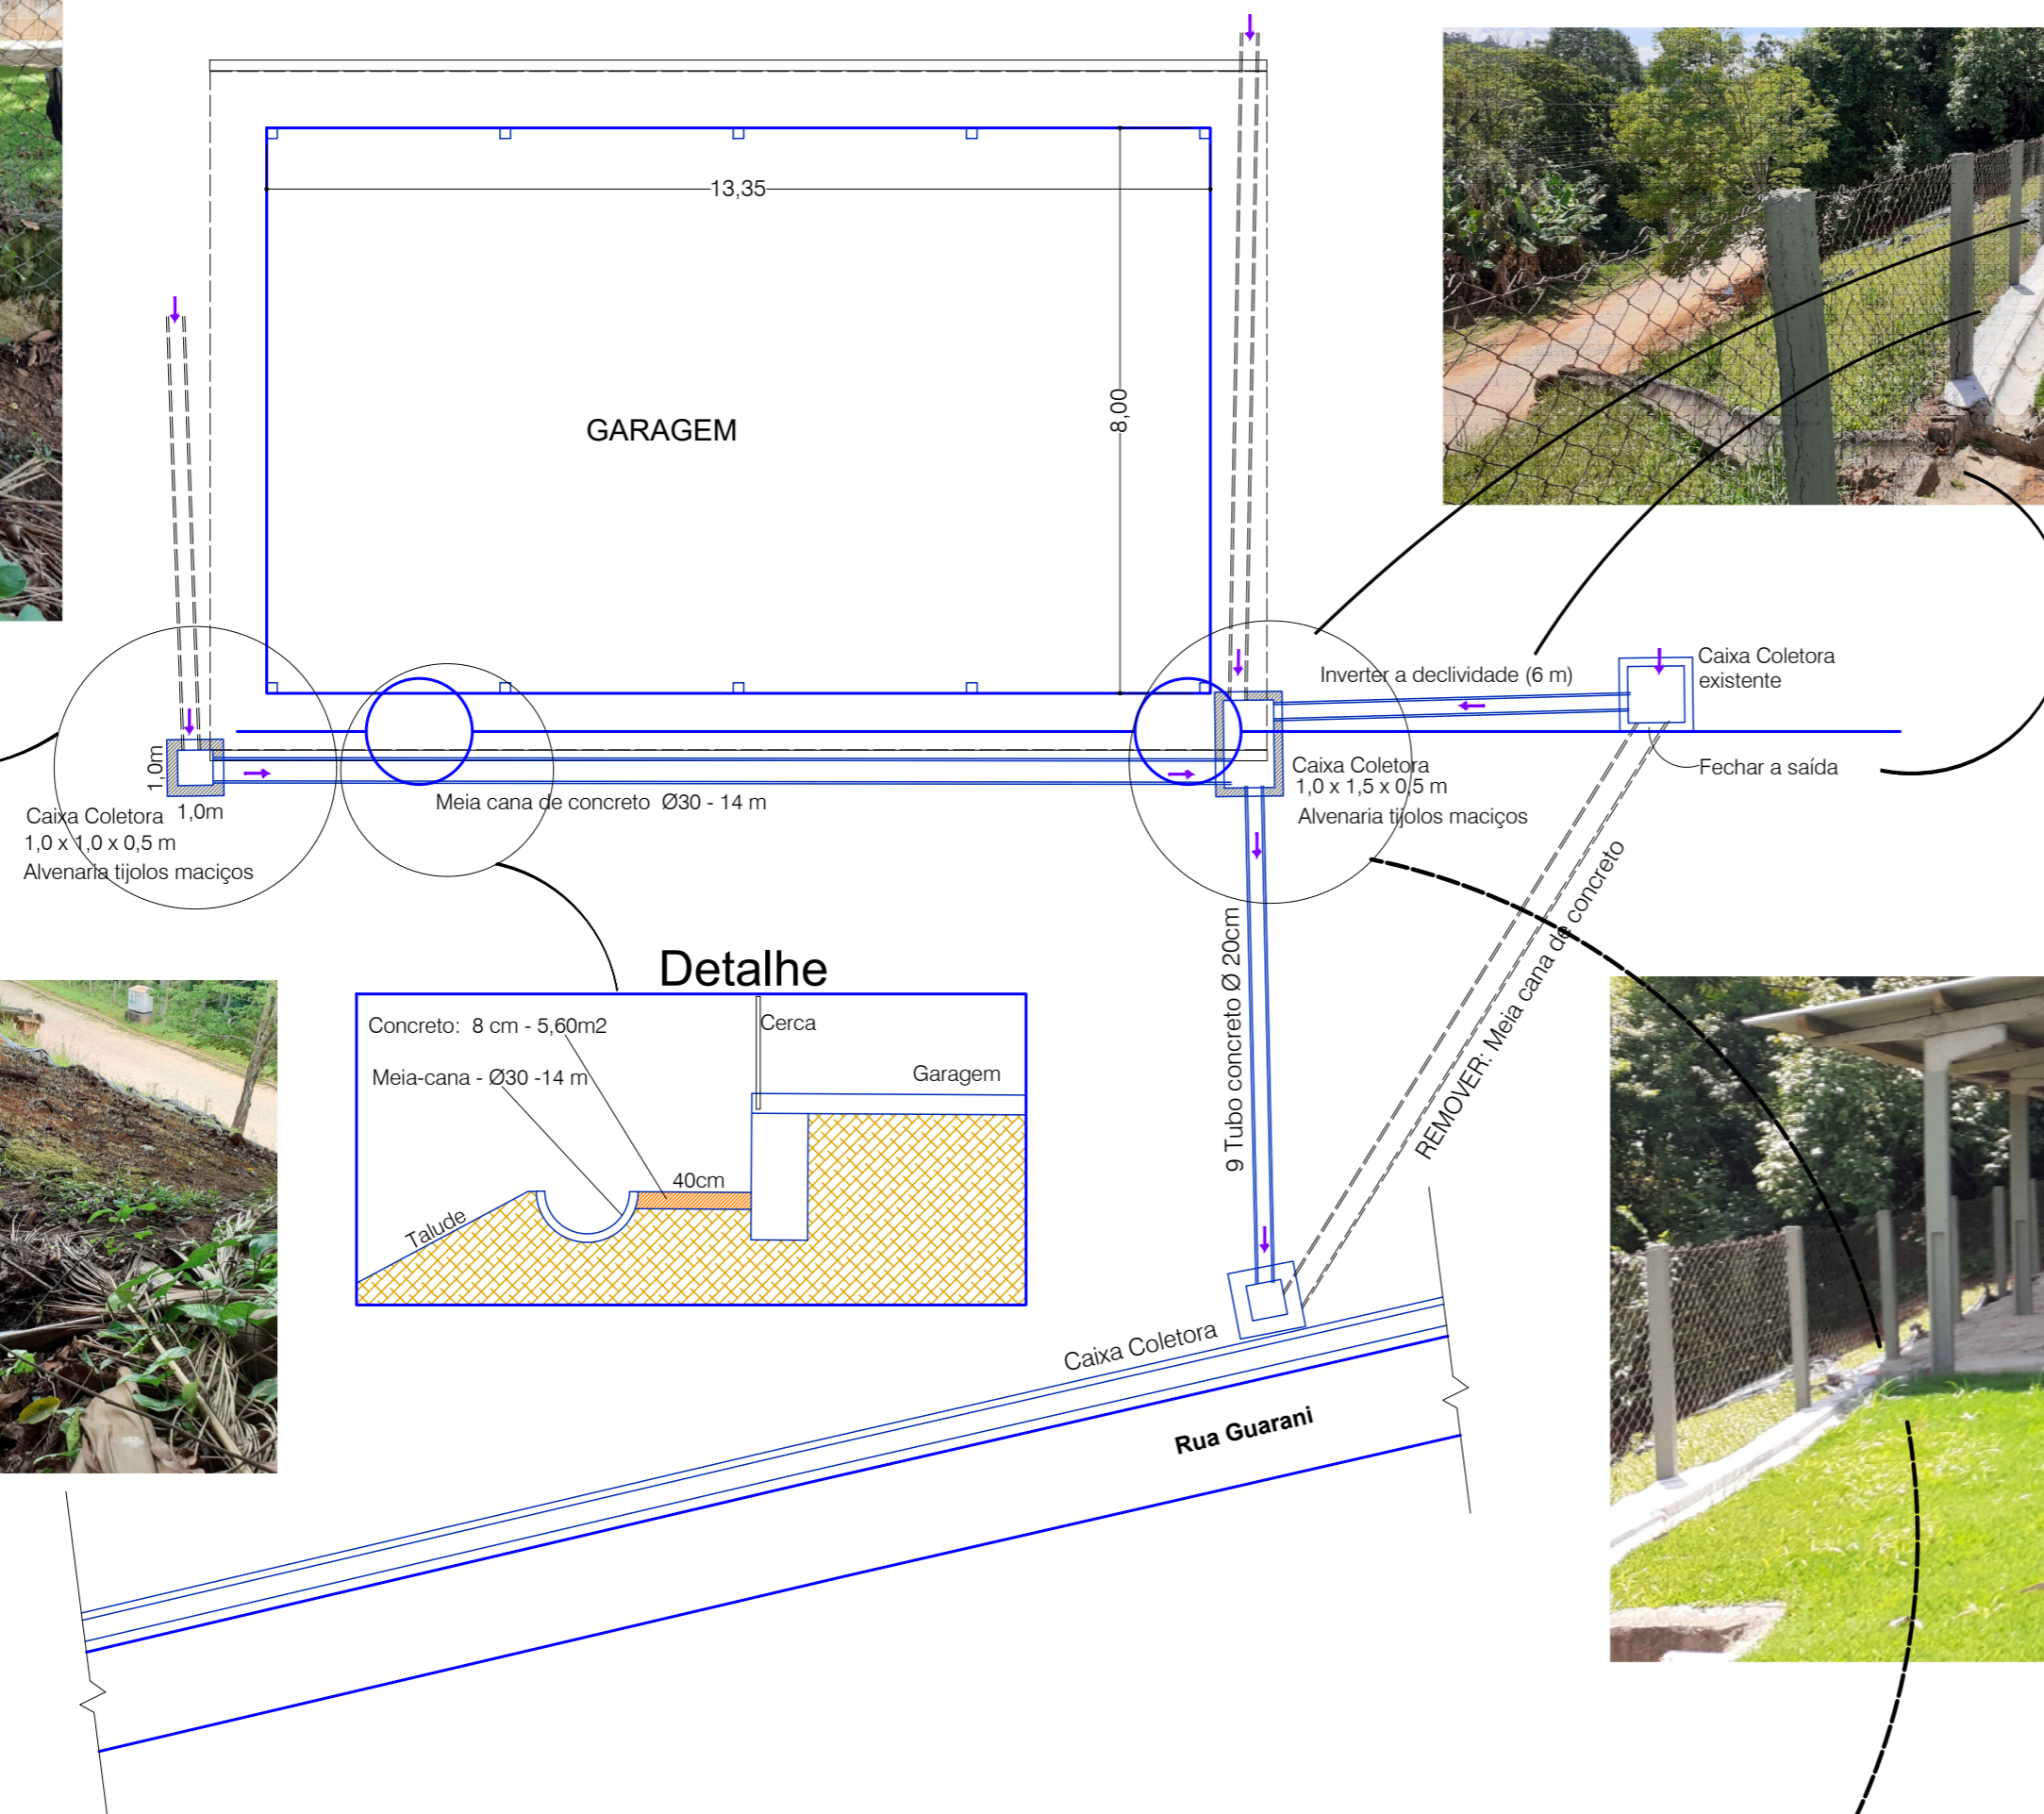 13,35
8,00
GARAGEM
Inverter a declividade (6 m)
Caixa Coletora
existente
Fechar a saída
1,0m
1,0m
Caixa Coletora
1,0 x 1,0 x 0,5 m
Alvenaria tijolos maciços
Meia cana de concreto Ø30 - 14 m
Caixa Coletora
1,0 x 1,5 x 0,5 m
Alvenaria tijolos maciços
9 Tubo concreto Ø 20cm
REMOVER: Meia cana de concreto
Detalhe
Concreto: 8 cm - 5,60m2
Meia-cana - Ø30 -14 m
Cerca
Garagem
40cm
Talude
Caixa Coletora
Rua Guarani